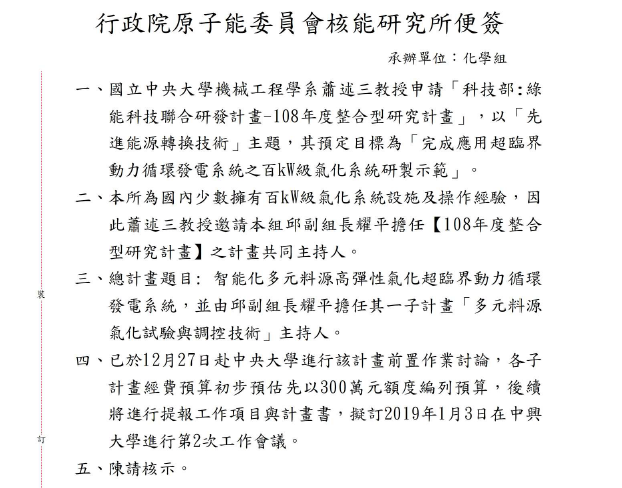 行政院原子能委員會核能研究所便簽
承辦單位：化學組
一、國立中央大學機械工程學系蕭述三教授申請「科技部:綠
能科技聯合研發計畫-108年度整合型研究計畫」，以「先
進能源轉換技術」主題，其預定目標為「完成應用超臨界
動力循環發電系統之百kW級氣化系統研製示範」。
二、本所為國內少數擁有百kW級氣化系統設施及操作經驗，因
此蕭述三教授邀請本組邱副組長耀平擔任【108年度整合
型研究計畫】之計畫共同主持人。
三、總計畫題目: 智能化多元料源高彈性氣化超臨界動力循環
發電系統，並由邱副組長耀平擔任其一子計畫「多元料源
氣化試驗與調控技術」主持人。
裝
四、已於12月27日赴中央大學進行該計畫前置作業討論，各子
計畫經費預算初步預估先以300萬元額度編列預算，後續
將進行提報工作項目與計畫書，擬訂2019年1月3日在中興
大學進行第2次工作會議。
訂
五、陳請核示。